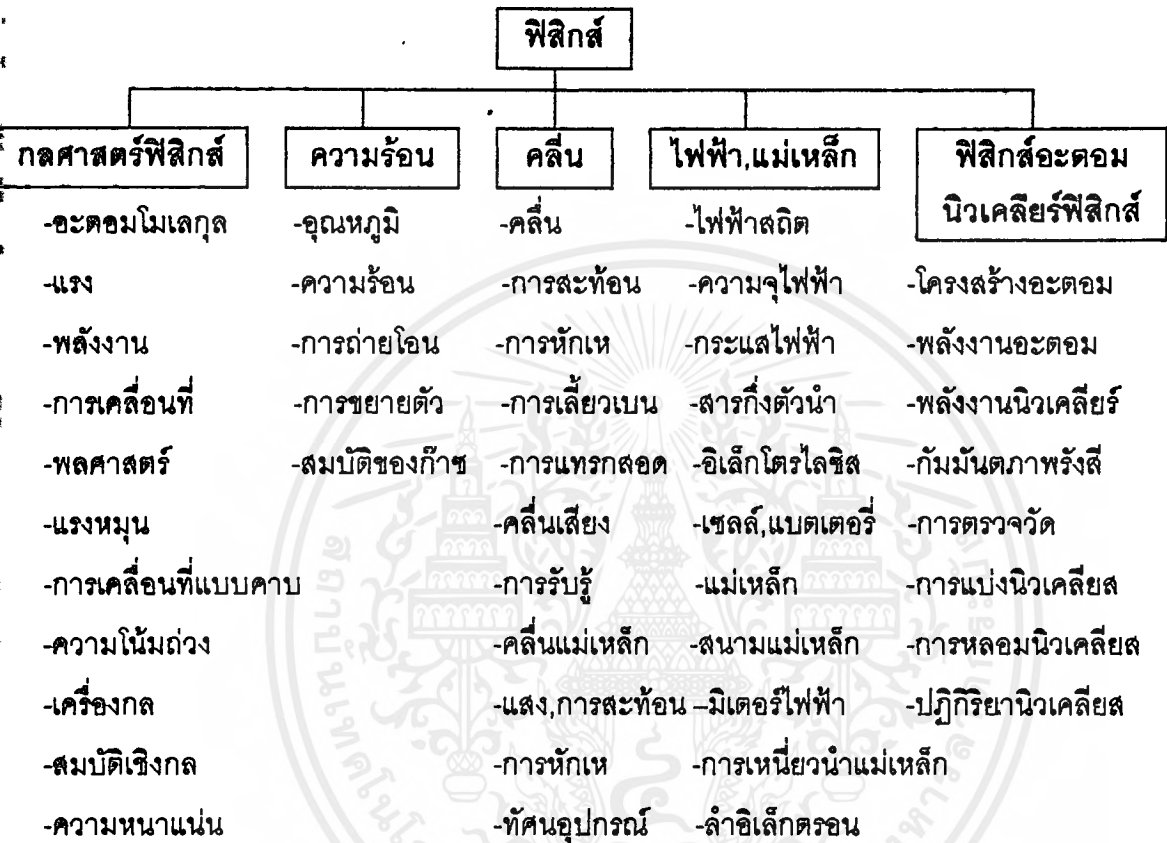 ฟิสิกส์
กลศาสตร์ฟิสิกส์
-อะตอมโมเลกุล
-แรง
-พลังงาน
-การเคลื่อนที่
-พลศาสตร์
-แรงหมุน
-การเคลื่อนที่แบบคาบ
-ความโน้มถ่วง
-เครื่องกล
-สมบัติเชิงกล
-ความหนาแน่น
ความร้อน
-อุณหภูมิ
-ความร้อน
-การถ่ายโอน
-การขยายตัว
-สมบัติของก๊าซ
คลื่น
-คลื่น
-การสะท้อน
-การหักเห
-การเลี้ยวเบน
-การแทรกสอด
-คลื่นเสียง
-การรับรู้
-คลื่นแม่เหล็ก
-แสง,การสะท้อน
-การหักเห
-ทัศนอุปกรณ์
ไฟฟ้า,แม่เหล็ก
-ไฟฟ้าสถิต
-ความจุไฟฟ้า
-กระแสไฟฟ้า
-สารกึ่งตัวนำ
-อิเล็กโตรไลซิส
-เซลล์,แบตเตอรี่
-แม่เหล็ก
-สนามแม่เหล็ก
–มิเตอร์ไฟฟ้า
-การเหนี่ยวนำแม่เหล็ก
-ลำอิเล็กตรอน
ฟิสิกส์อะตอม
นิวเคลียร์ฟิสิกส์
-โครงสร้างอะตอม
-พลังงานอะตอม
-พลังงานนิวเคลียร์
-กัมมันตภาพรังสี
-การตรวจวัด
-การแบ่งนิวเคลียส
-การหลอมนิวเคลียส
-ปฏิกิริยานิวเคลียส